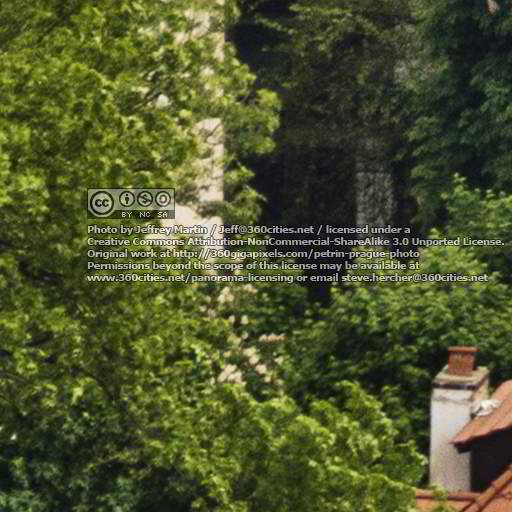 BY NC SA
Photo by Jeffrey Martin / Jeff@360cities.net / licensed under a
Creative Commons Attribution-NonCommercial-ShareAlike 3.0 Unported License.
Original work at http://360gigapixels.com/petrin-prague-photo
Permissions beyond the scope of this license may be available at
www.360cities.net/panorama-licensing or email steve.hercher@360cities.net